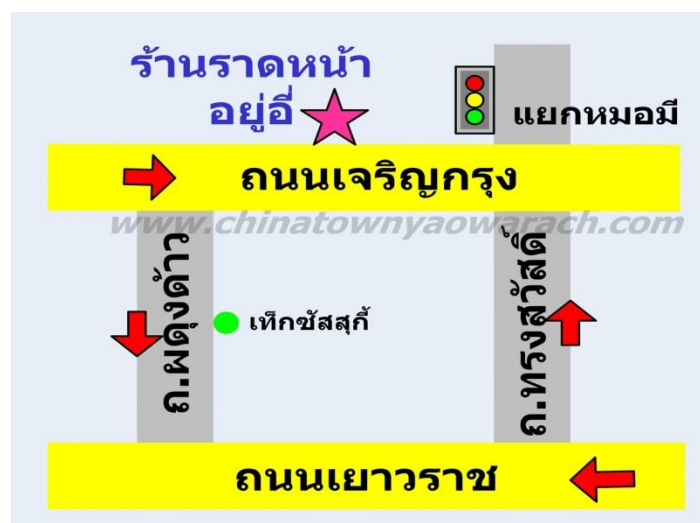 ร้านราดหน้า
อยู่อี่
แยกหมอมี
ถนนเจริญกรุง
www.chinatownyaowarach.com
ถ.ผดุงด้าว
เท็กซัสสุกี้
ถ.ทรงสวัสดิ์
ถนนเยาวราช